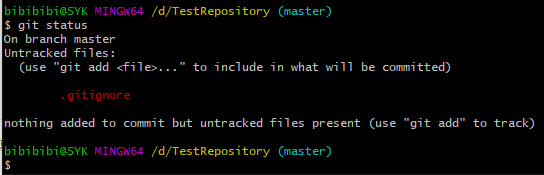 bibibibi@SYK MINGW64 /d/TestRepository (master)
$ git status
On branch master
Untracked files:
  (use "git add <file>..." to include in what will be committed)

        .gitignore

nothing added to commit but untracked files present (use "git add" to track)

bibibibi@SYK MINGW64 /d/TestRepository (master)
$